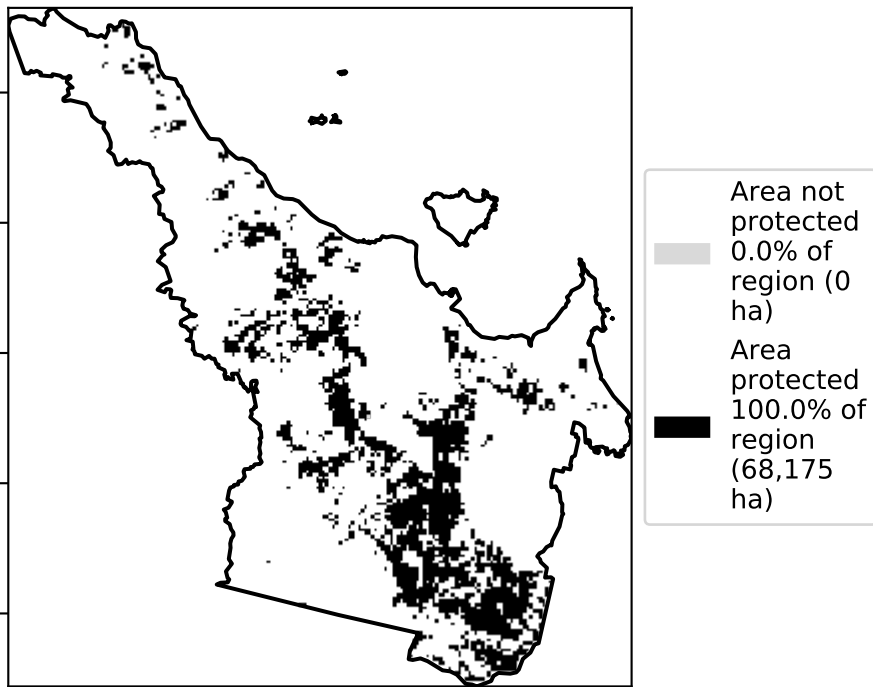 Area not
protected
0.0% of
region (0
ha)
Area
protected
100.0% of
region
(68,175
ha)